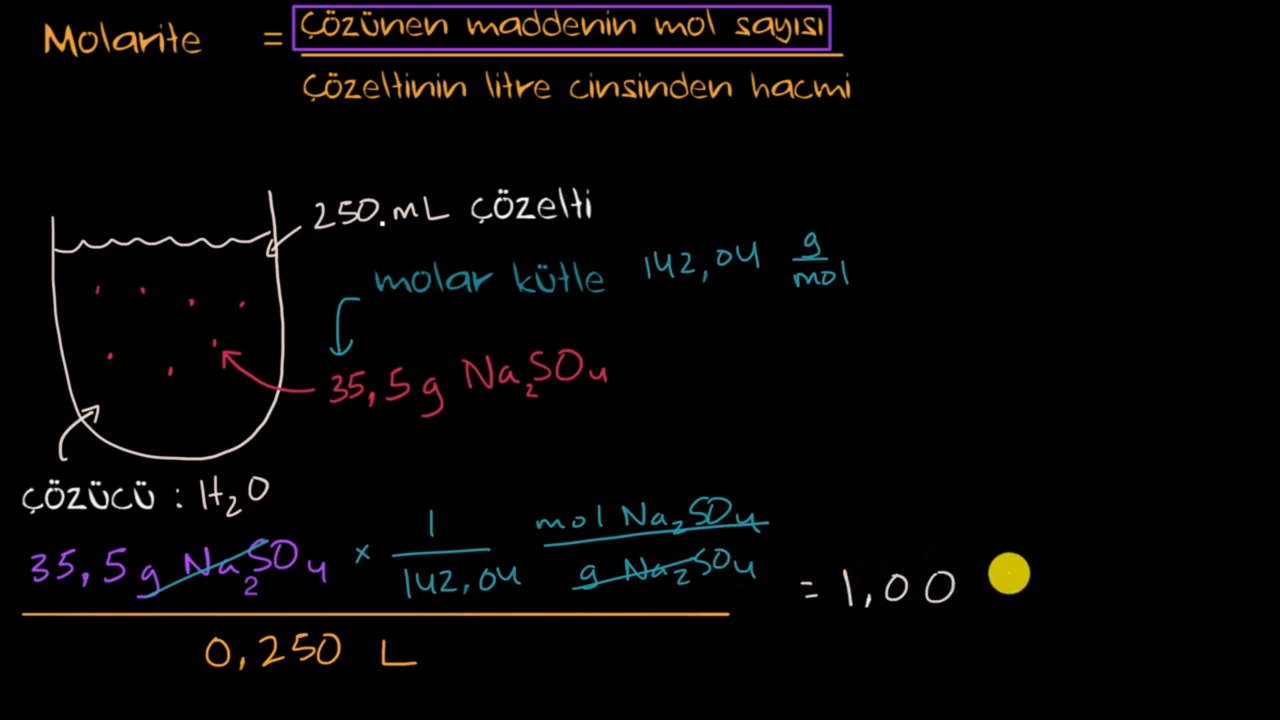 Molarite = çözünen maddenin mol sayısı
çözeltinin litre cinsinden hacmi
250.mL çözelti
molar kütle 142,04 g/mol
35,5 g Na₂SO₄
çözücü : H₂O
35,5 g Na₂SO₄ × 1/142,04 mol Na₂SO₄/g Na₂SO₄ = 1,00
0,250 L